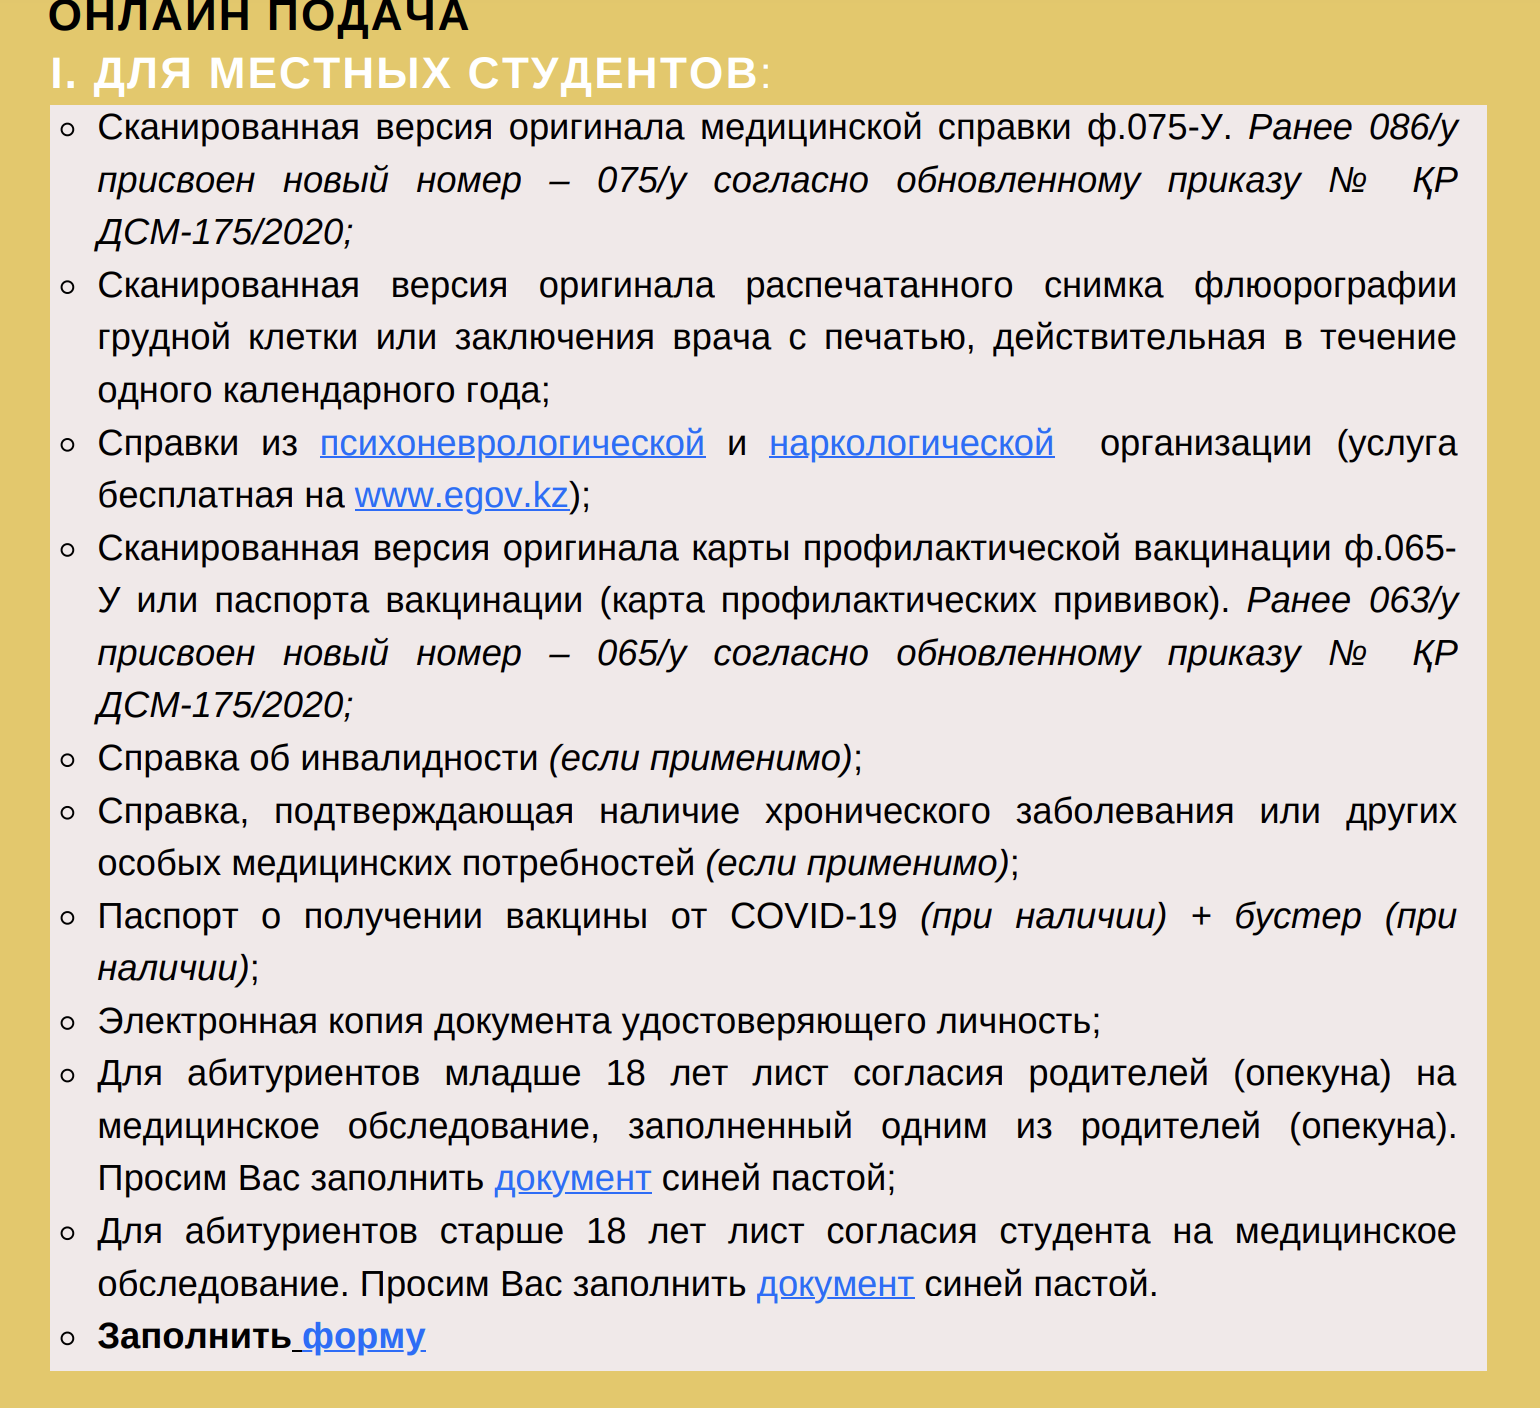 ОНЛАЙН ПОДАЧА
I. ДЛЯ МЕСТНЫХ СТУДЕНТОВ:
Сканированная версия оригинала медицинской справки ф.075-У. Ранее 086/у
присвоен новый номер – 075/у согласно обновленному приказу № ҚР
ДСМ-175/2020;
Сканированная версия оригинала распечатанного снимка флюорографии
грудной клетки или заключения врача с печатью, действительная в течение
одного календарного года;
Справки из психоневрологической и наркологической организации (услуга
бесплатная на www.egov.kz);
Сканированная версия оригинала карты профилактической вакцинации ф.065-
У или паспорта вакцинации (карта профилактических прививок). Ранее 063/у
присвоен новый номер – 065/у согласно обновленному приказу № ҚР
ДСМ-175/2020;
Справка об инвалидности (если применимо);
Справка, подтверждающая наличие хронического заболевания или других
особых медицинских потребностей (если применимо);
Паспорт о получении вакцины от COVID-19 (при наличии) + бустер (при
наличии);
Электронная копия документа удостоверяющего личность;
Для абитуриентов младше 18 лет лист согласия родителей (опекуна) на
медицинское обследование, заполненный одним из родителей (опекуна).
Просим Вас заполнить документ синей пастой;
Для абитуриентов старше 18 лет лист согласия студента на медицинское
обследование. Просим Вас заполнить документ синей пастой.
Заполнить форму